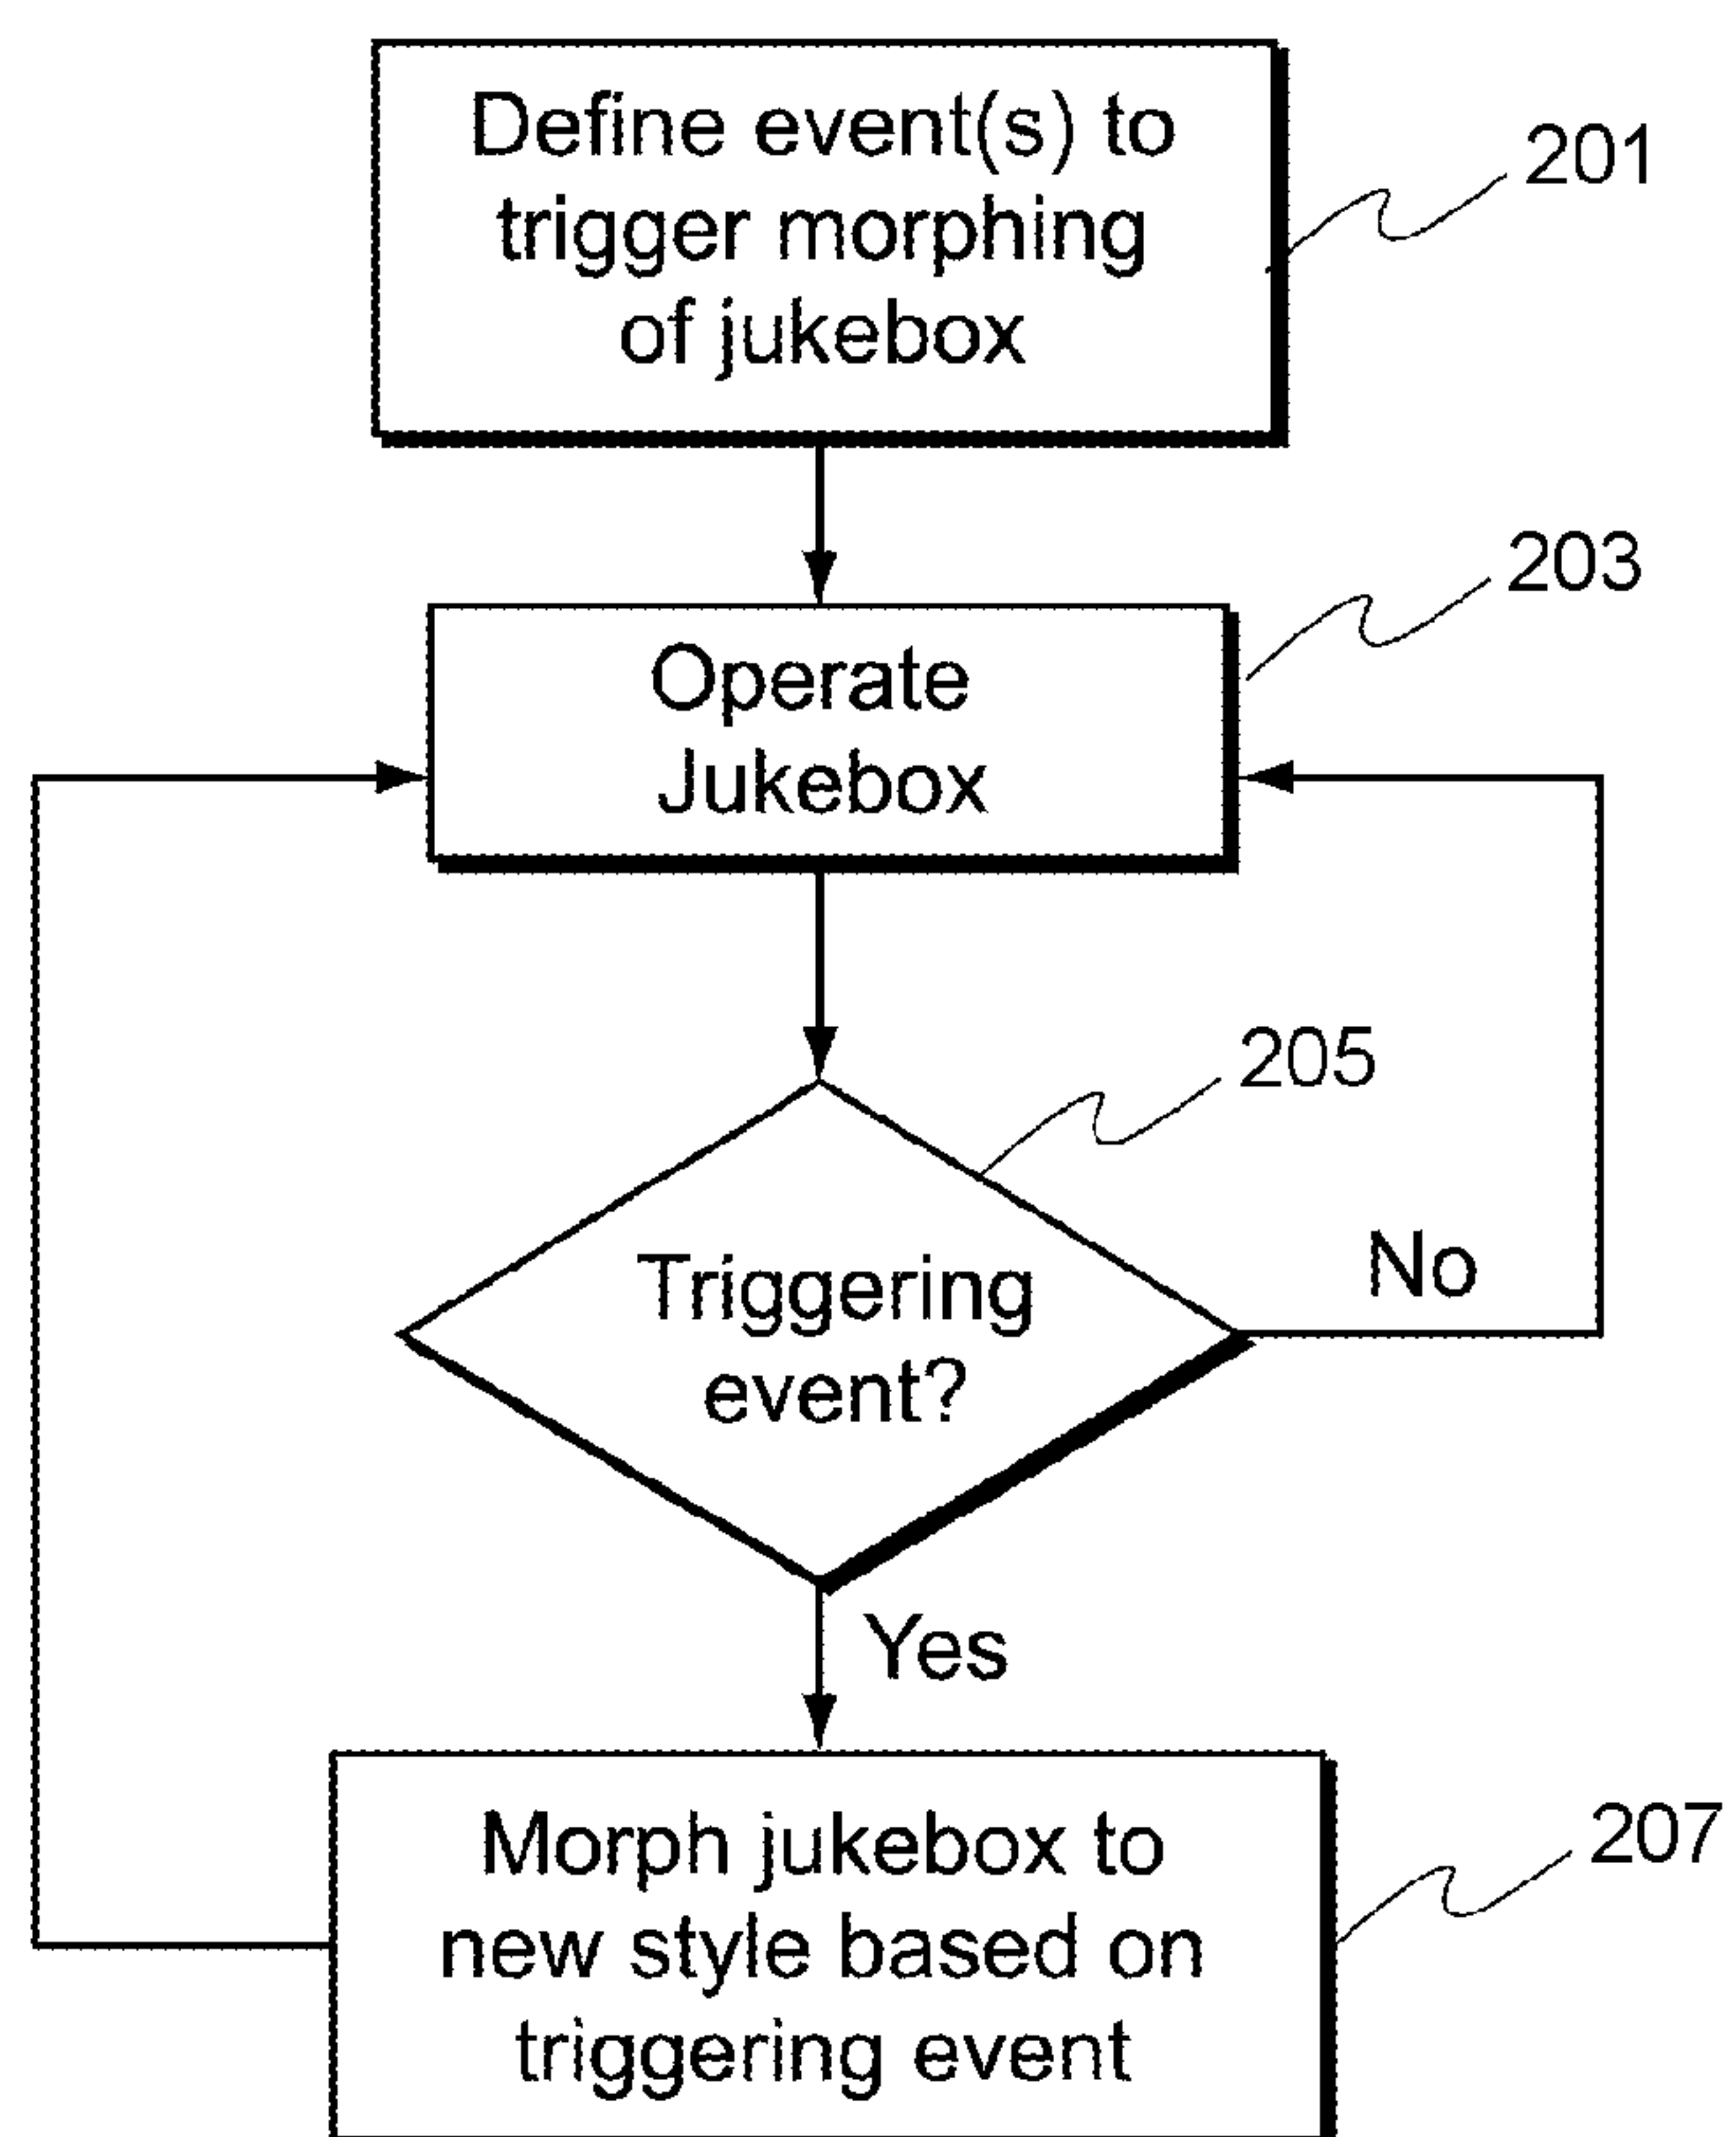 Define event(s) to
trigger morphing
of jukebox
201
Operate
Jukebox
203
Triggering
event?
205
No
Yes
Morph jukebox to
new style based on
triggering event
207